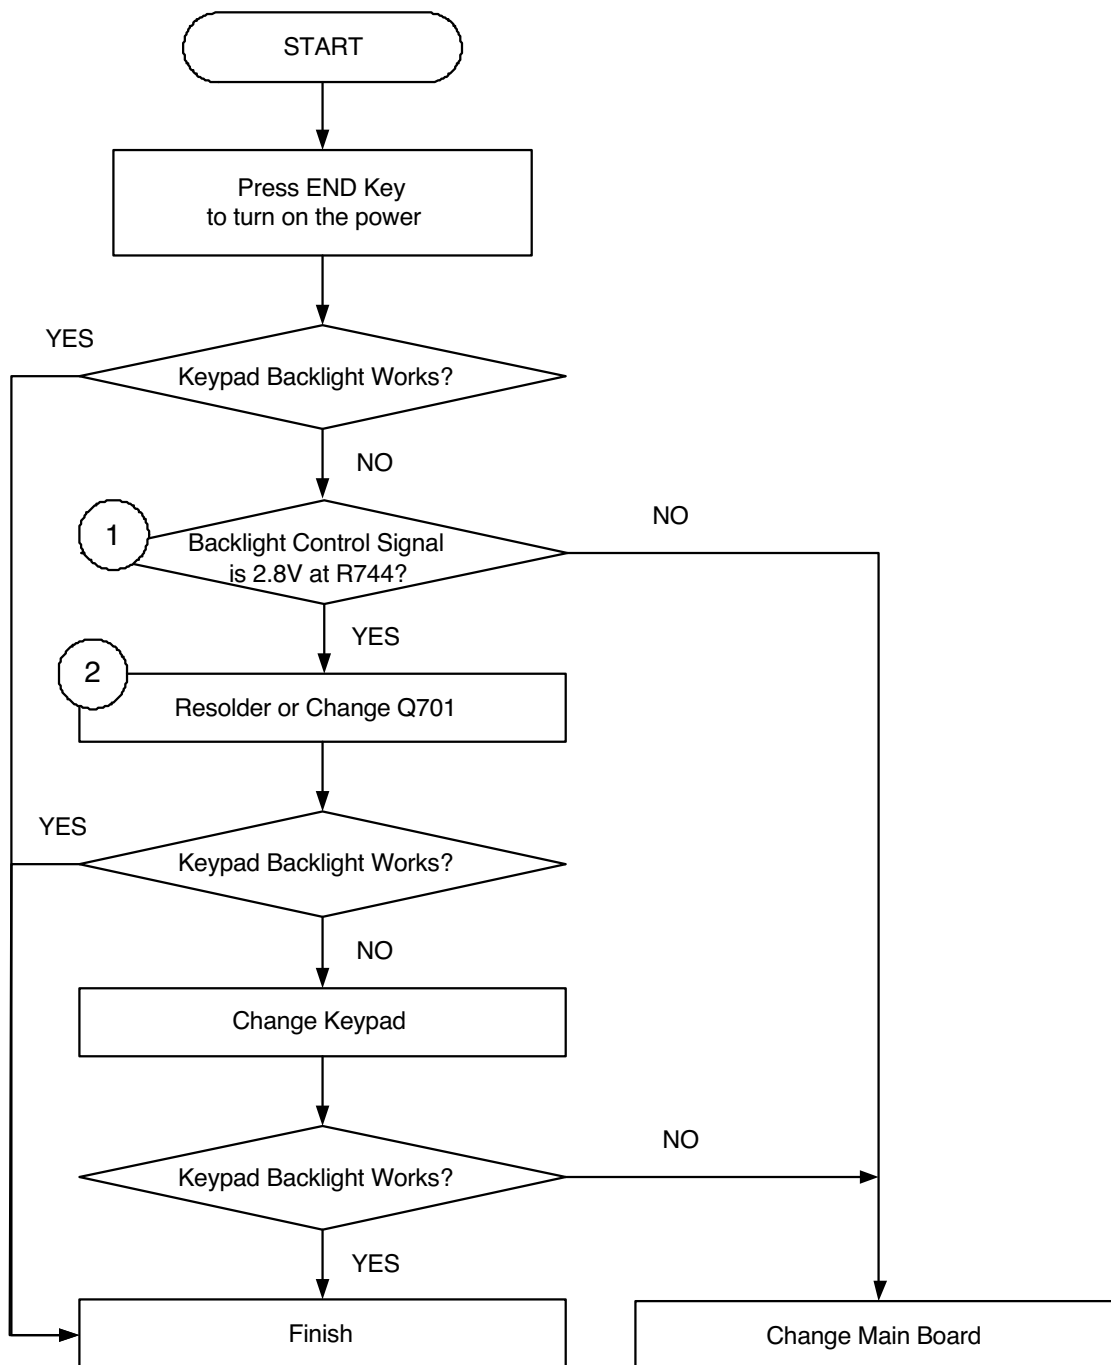 START
Press END Key
to turn on the power
YES
Keypad Backlight Works?
NO
1
Backlight Control Signal
is 2.8V at R744?
NO
YES
2
Resolder or Change Q701
YES
Keypad Backlight Works?
NO
Change Keypad
Keypad Backlight Works?
NO
YES
Finish
Change Main Board